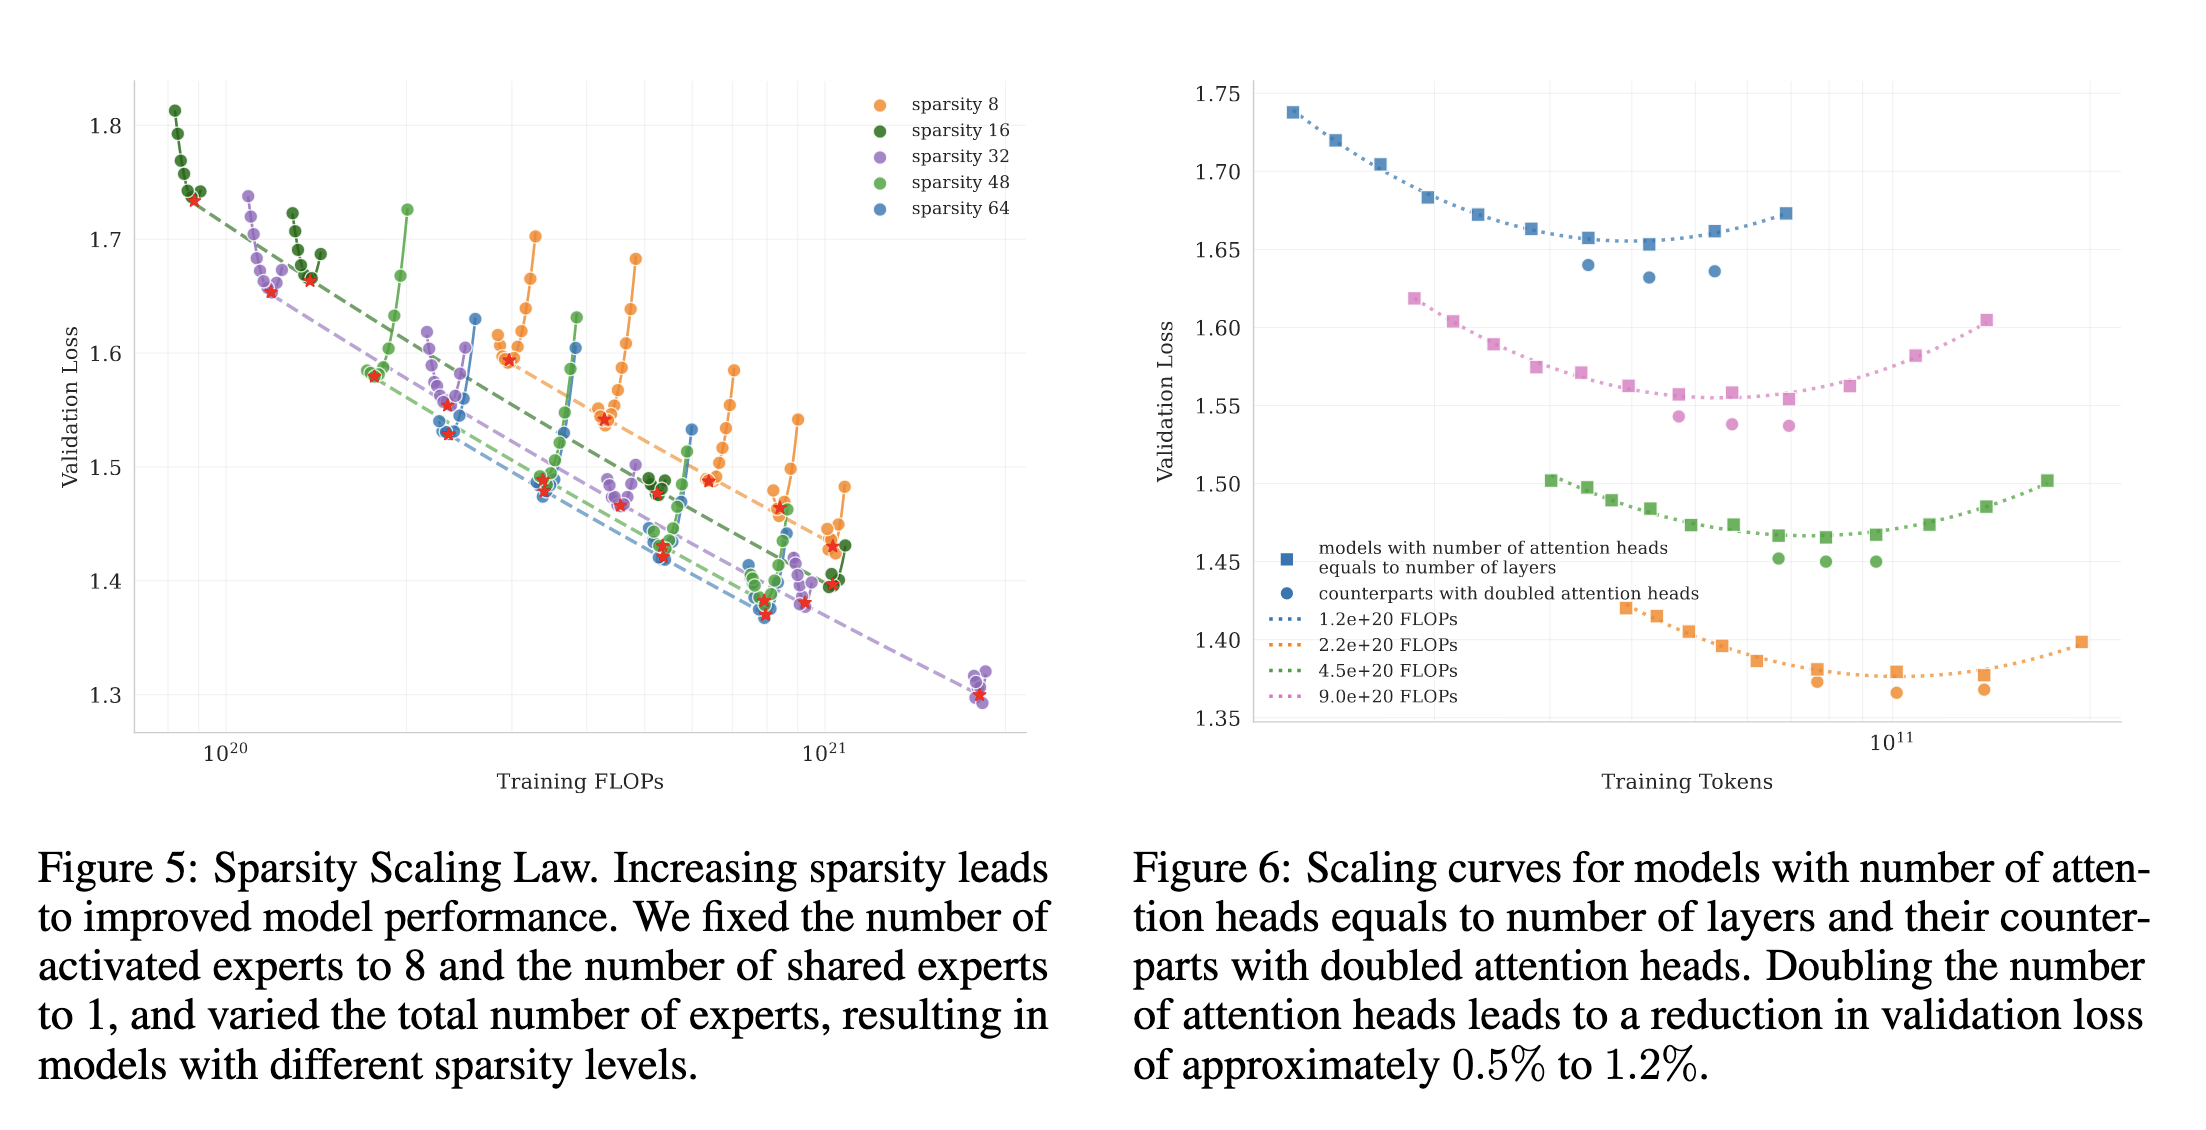 1.8
1.7
1.6
1.5
1.4
1.3
Validation Loss
10²⁰
10²¹
Training FLOPs
sparsity 8
sparsity 16
sparsity 32
sparsity 48
sparsity 64
Figure 5: Sparsity Scaling Law. Increasing sparsity leads
to improved model performance. We fixed the number of
activated experts to 8 and the number of shared experts
to 1, and varied the total number of experts, resulting in
models with different sparsity levels.
1.75
1.70
1.65
1.60
1.55
1.50
1.45
1.40
1.35
Validation Loss
models with number of attention heads
equals to number of layers
counterparts with doubled attention heads
1.2e+20 FLOPs
2.2e+20 FLOPs
4.5e+20 FLOPs
9.0e+20 FLOPs
10¹¹
Training Tokens
Figure 6: Scaling curves for models with number of atten-
tion heads equals to number of layers and their counter-
parts with doubled attention heads. Doubling the number
of attention heads leads to a reduction in validation loss
of approximately 0.5% to 1.2%.